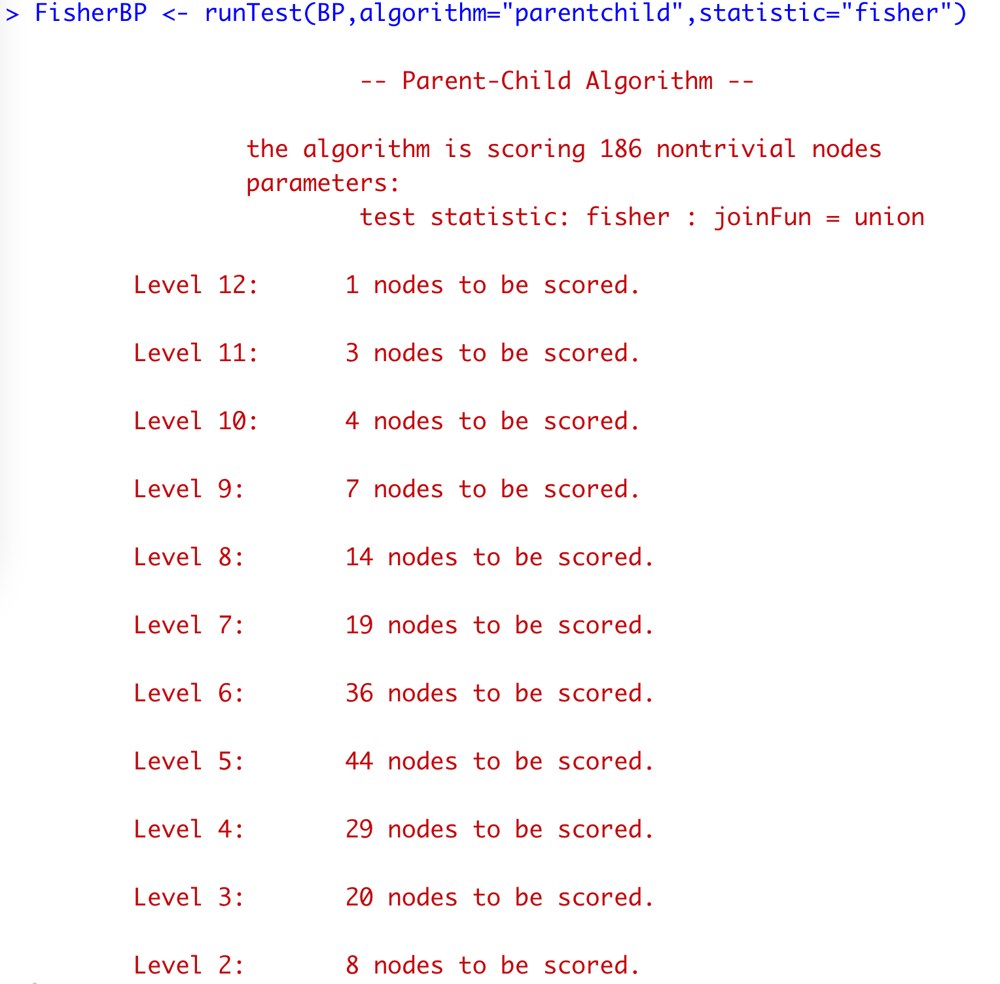 > FisherBP <- runTest(BP,algorithm="parentchild",statistic="fisher")
-- Parent-Child Algorithm --
the algorithm is scoring 186 nontrivial nodes
parameters:
test statistic: fisher : joinFun = union
Level 12: 1 nodes to be scored.
Level 11: 3 nodes to be scored.
Level 10: 4 nodes to be scored.
Level 9: 7 nodes to be scored.
Level 8: 14 nodes to be scored.
Level 7: 19 nodes to be scored.
Level 6: 36 nodes to be scored.
Level 5: 44 nodes to be scored.
Level 4: 29 nodes to be scored.
Level 3: 20 nodes to be scored.
Level 2: 8 nodes to be scored.